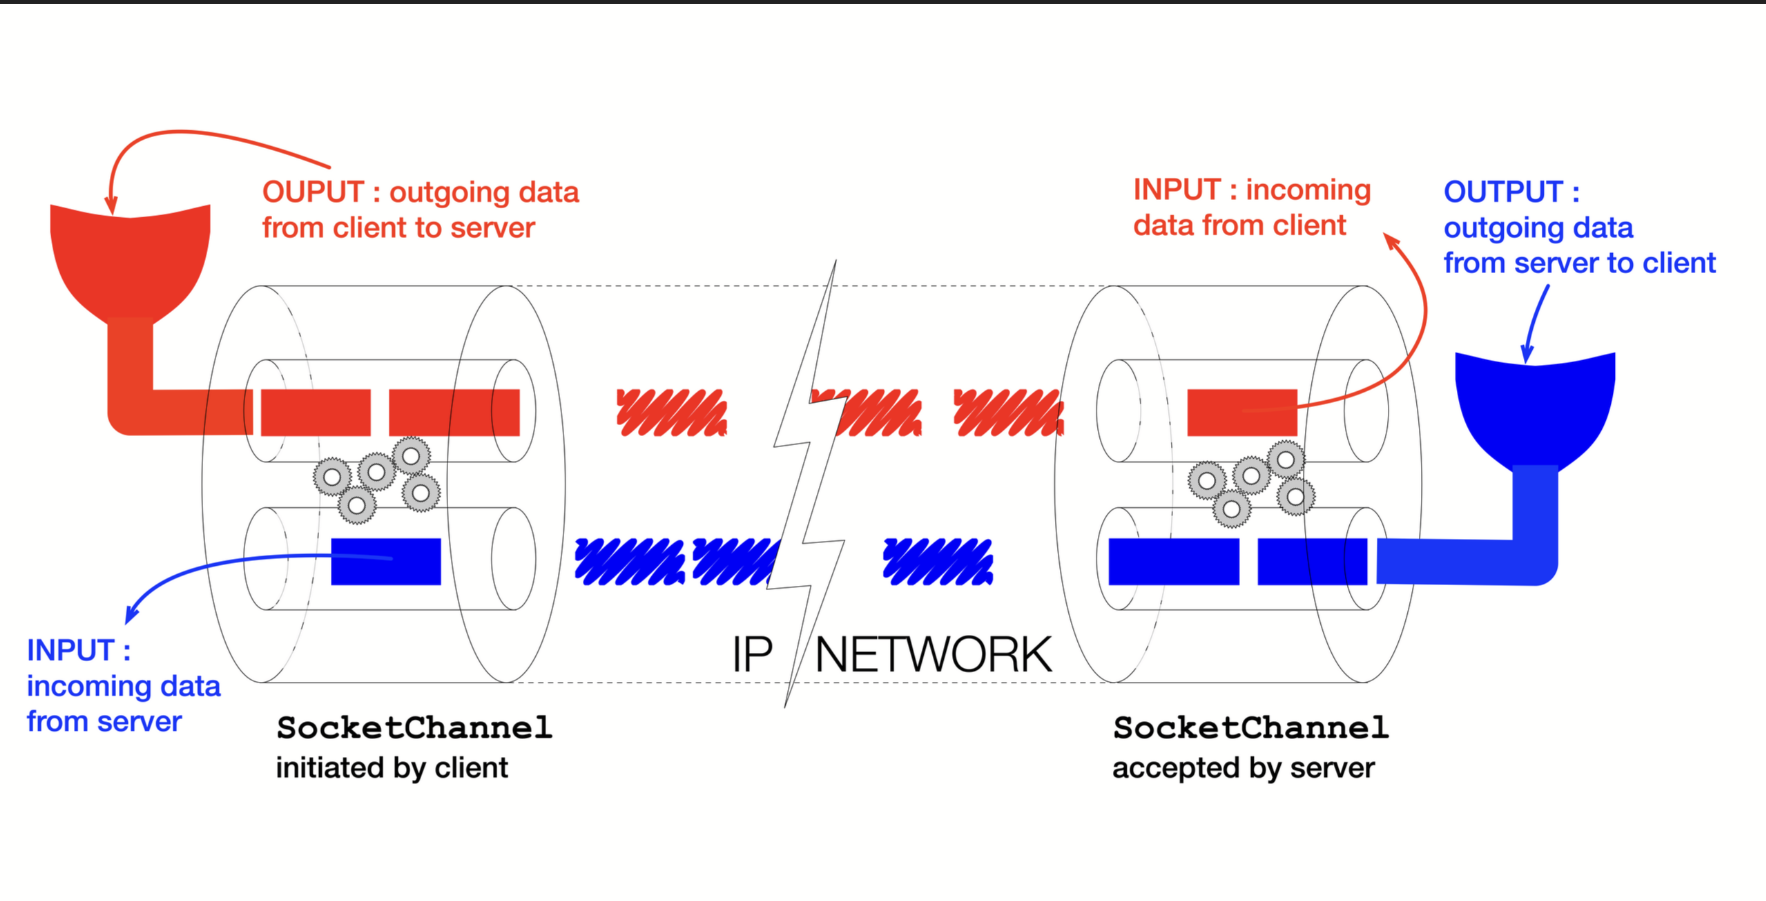 OUPUT : outgoing data
from client to server
INPUT : incoming
data from client
OUTPUT :
outgoing data
from server to client
INPUT :
incoming data
from server
IP NETWORK
SocketChannel
initiated by client
SocketChannel
accepted by server